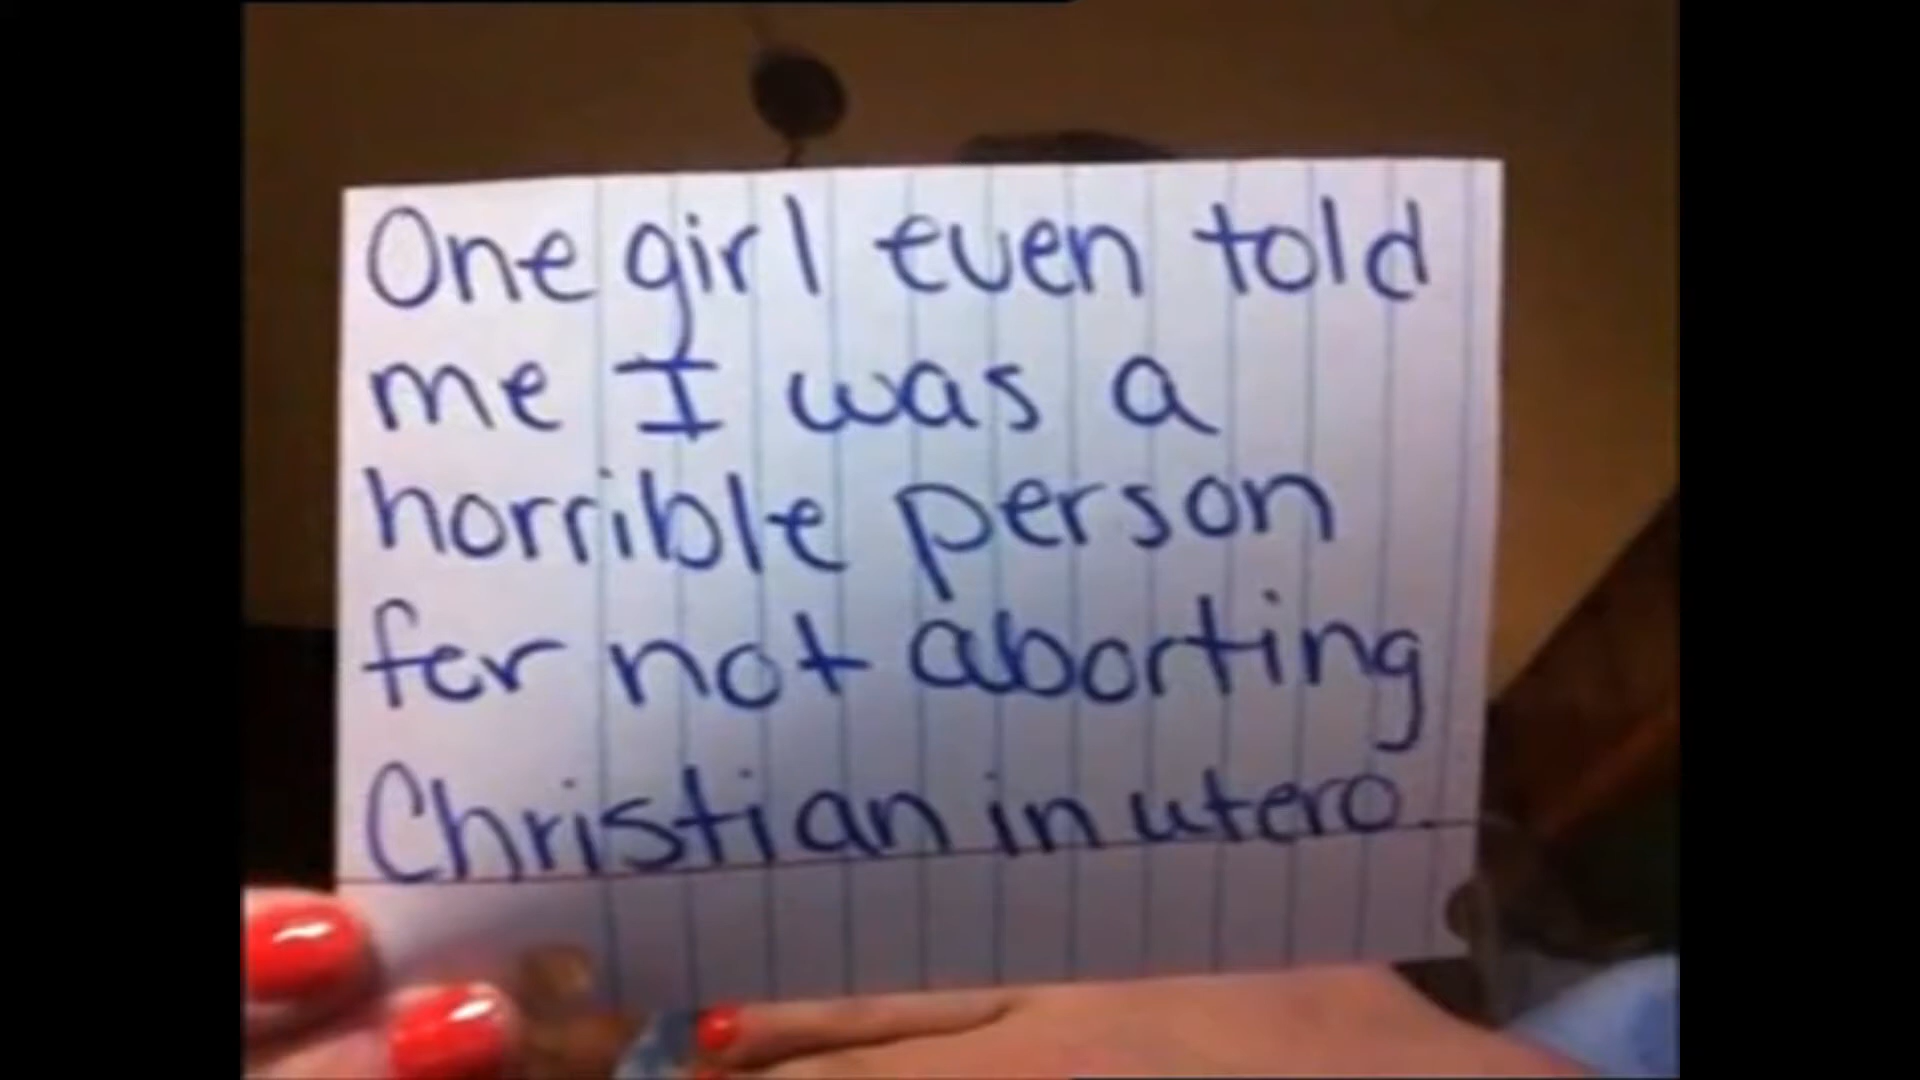 One girl even told
me I was a
horrible person
for not aborting
Christian in utero.